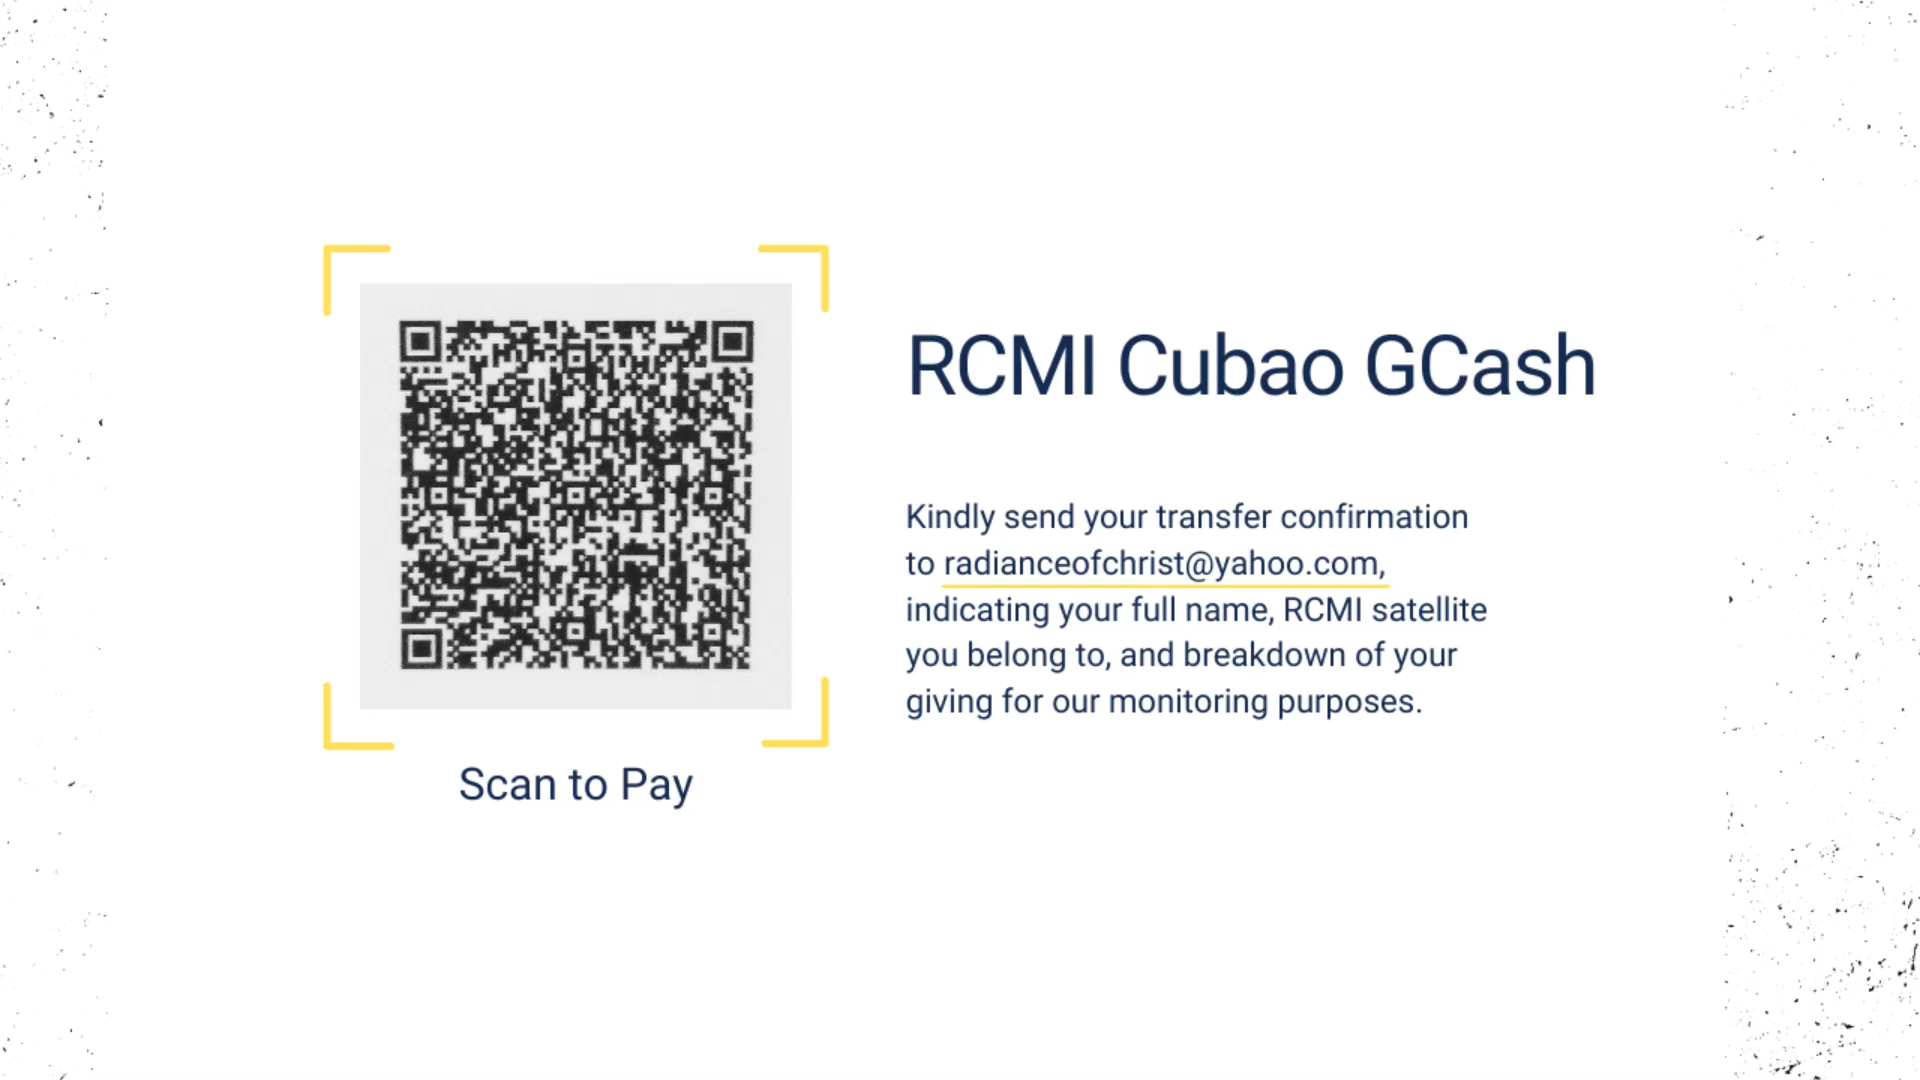 RCMI Cubao GCash
Kindly send your transfer confirmation
to radianceofchrist@yahoo.com,
indicating your full name, RCMI satellite
you belong to, and breakdown of your
giving for our monitoring purposes.
Scan to Pay